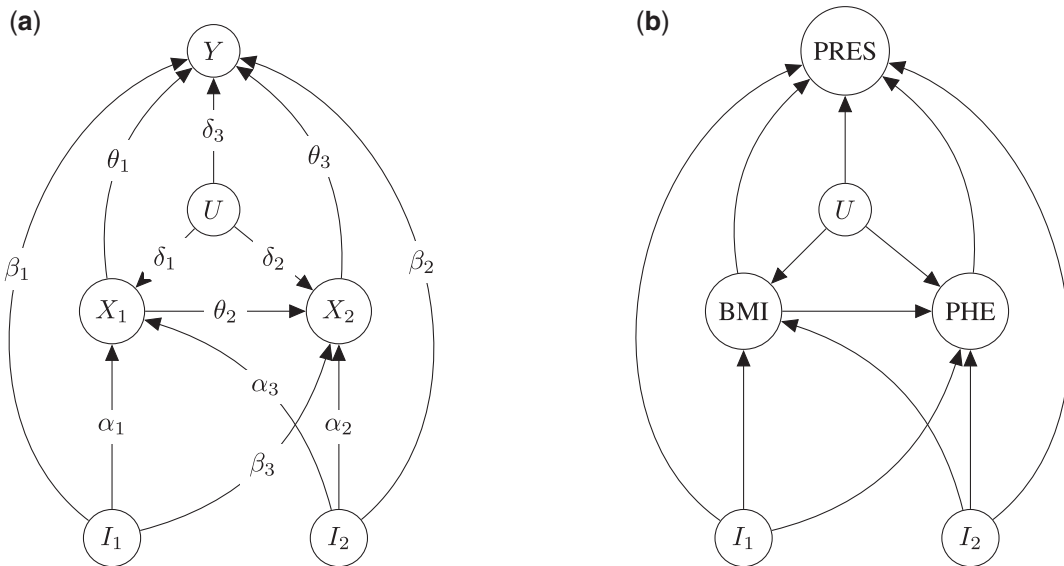 (a)
Y
δ₃
θ₁
θ₃
U
β₁
δ₁
δ₂
β₂
X₁
θ₂
X₂
α₃
α₁
α₂
β₃
I₁
I₂
(b)
PRES
U
BMI
PHE
I₁
I₂